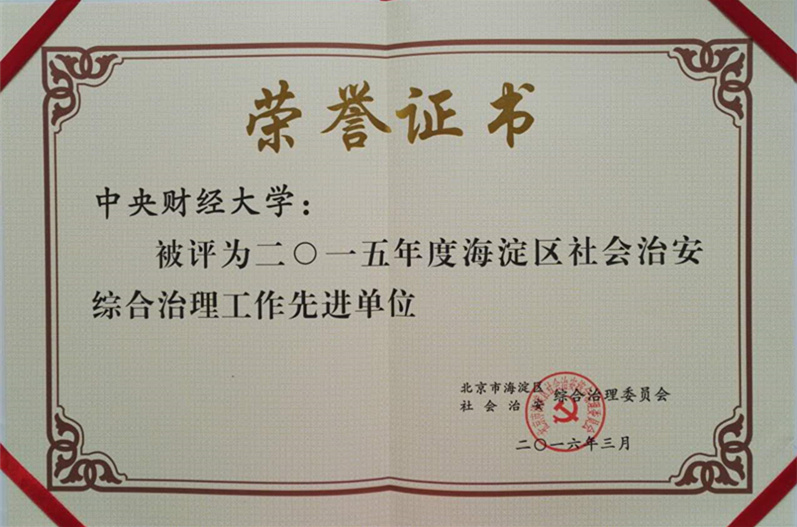 荣誉证书
中央财经大学：
被评为二〇一五年度海淀区社会治安
综合治理工作先进单位
北京市海淀区
社会治安
综合治理委员会
二〇一六年三月